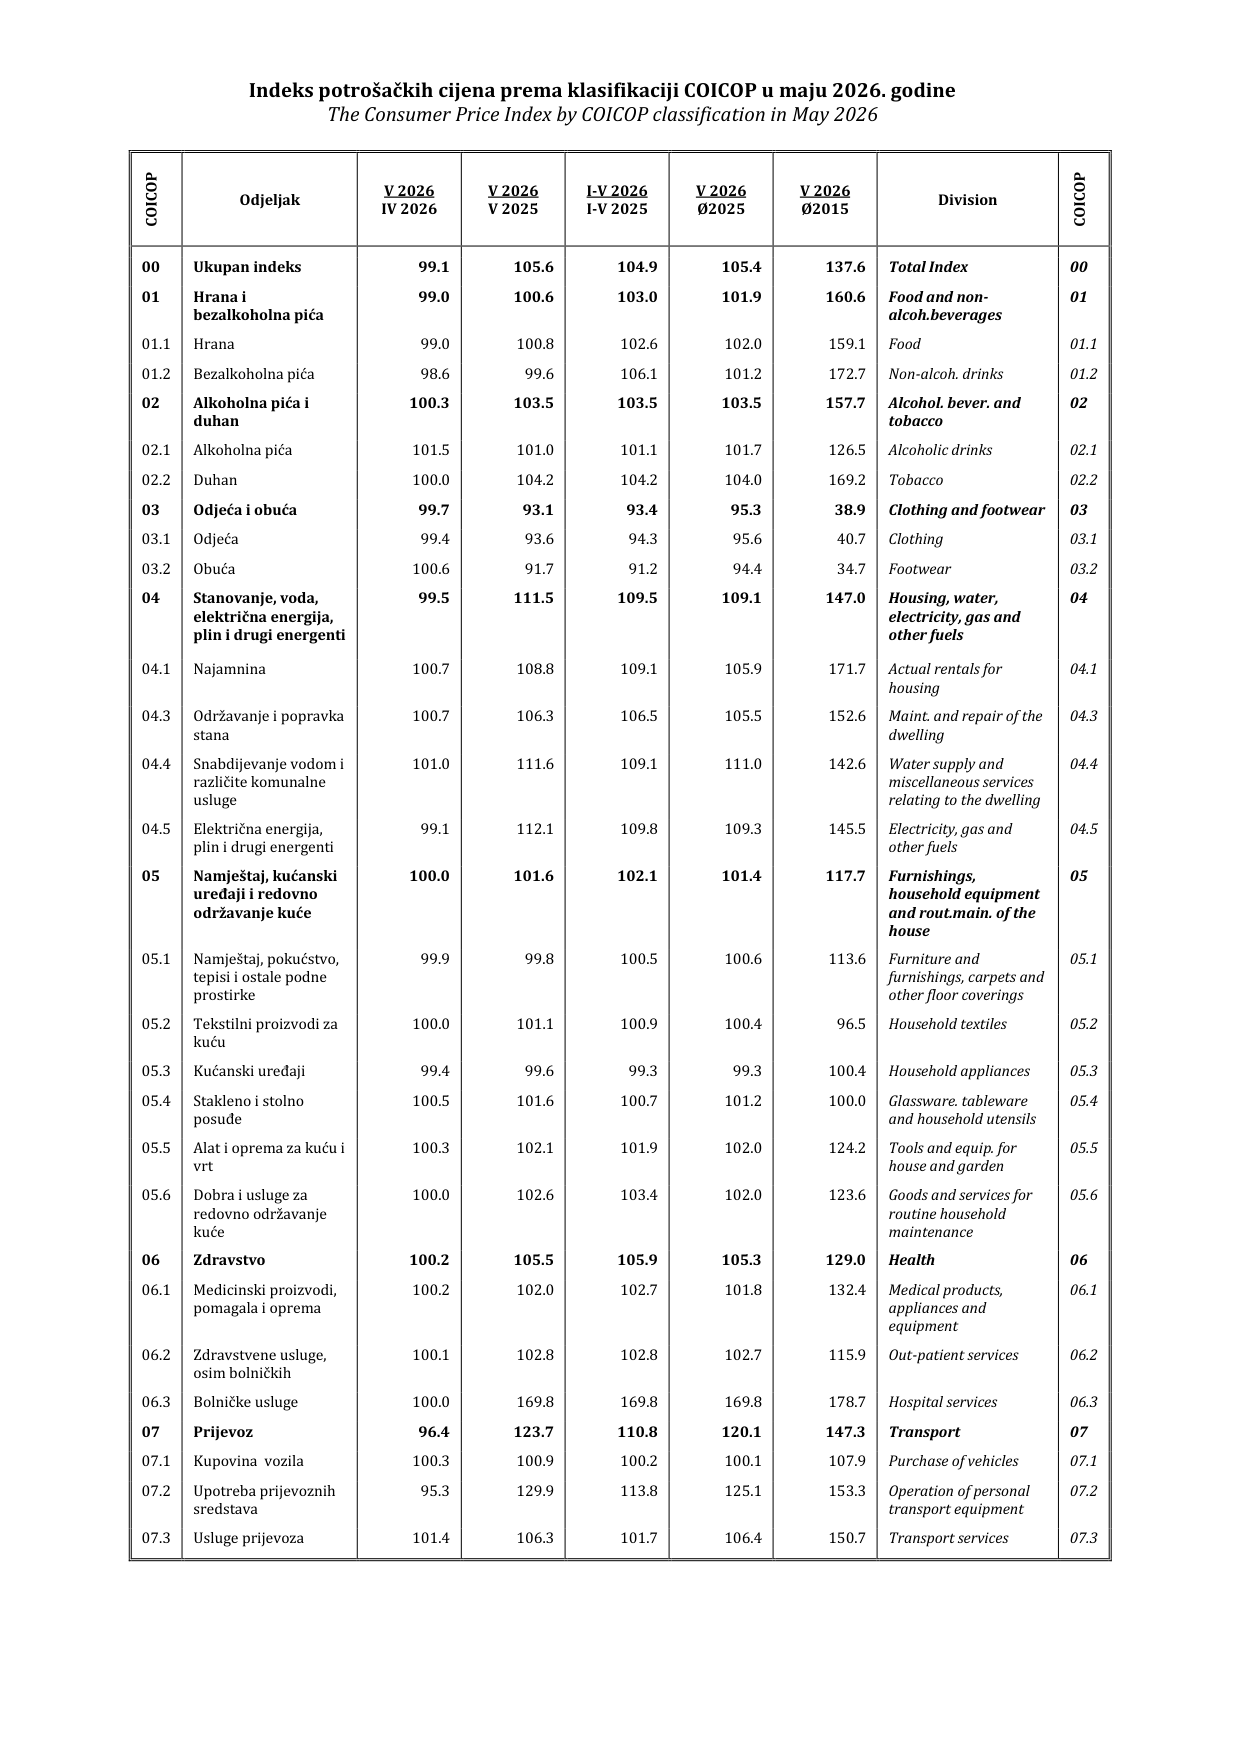 Indeks potrošačkih cijena prema klasifikaciji COICOP u maju 2026. godine
The Consumer Price Index by COICOP classification in May 2026
COICOP Odjeljak V 2026 IV 2026 V 2026 V 2025 I-V 2026 I-V 2025 V 2026 Ø2025 V 2026 Ø2015 Division COICOP
00 Ukupan indeks 99.1 105.6 104.9 105.4 137.6 Total Index 00
01 Hrana i 99.0 100.6 103.0 101.9 160.6 Food and non- 01
bezalkoholna pića alcoh.beverages
01.1 Hrana 99.0 100.8 102.6 102.0 159.1 Food 01.1
01.2 Bezalkoholna pića 98.6 99.6 106.1 101.2 172.7 Non-alcoh. drinks 01.2
02 Alkoholna pića i 100.3 103.5 103.5 103.5 157.7 Alcohol. bever. and 02
duhan tobacco
02.1 Alkoholna pića 101.5 101.0 101.1 101.7 126.5 Alcoholic drinks 02.1
02.2 Duhan 100.0 104.2 104.2 104.0 169.2 Tobacco 02.2
03 Odjeća i obuća 99.7 93.1 93.4 95.3 38.9 Clothing and footwear 03
03.1 Odjeća 99.4 93.6 94.3 95.6 40.7 Clothing 03.1
03.2 Obuća 100.6 91.7 91.2 94.4 34.7 Footwear 03.2
04 Stanovanje, voda, 99.5 111.5 109.5 109.1 147.0 Housing, water, 04
električna energija, electricity, gas and
plin i drugi energenti other fuels
04.1 Najamnina 100.7 108.8 109.1 105.9 171.7 Actual rentals for 04.1
housing
04.3 Održavanje i popravka 100.7 106.3 106.5 105.5 152.6 Maint. and repair of the 04.3
stana dwelling
04.4 Snabdijevanje vodom i 101.0 111.6 109.1 111.0 142.6 Water supply and 04.4
različite komunalne miscellaneous services
usluge relating to the dwelling
04.5 Električna energija, 99.1 112.1 109.8 109.3 145.5 Electricity, gas and 04.5
plin i drugi energenti other fuels
05 Namještaj, kućanski 100.0 101.6 102.1 101.4 117.7 Furnishings, 05
uređaji i redovno household equipment
održavanje kuće and rout.main. of the
house
05.1 Namještaj, pokućstvo, 99.9 99.8 100.5 100.6 113.6 Furniture and 05.1
tepisi i ostale podne furnishings, carpets and
prostirke other floor coverings
05.2 Tekstilni proizvodi za 100.0 101.1 100.9 100.4 96.5 Household textiles 05.2
kuću
05.3 Kućanski uređaji 99.4 99.6 99.3 99.3 100.4 Household appliances 05.3
05.4 Stakleno i stolno 100.5 101.6 100.7 101.2 100.0 Glassware. tableware 05.4
posuđe and household utensils
05.5 Alat i oprema za kuću i 100.3 102.1 101.9 102.0 124.2 Tools and equip. for 05.5
vrt house and garden
05.6 Dobra i usluge za 100.0 102.6 103.4 102.0 123.6 Goods and services for 05.6
redovno održavanje routine household
kuće maintenance
06 Zdravstvo 100.2 105.5 105.9 105.3 129.0 Health 06
06.1 Medicinski proizvodi, 100.2 102.0 102.7 101.8 132.4 Medical products, 06.1
pomagala i oprema appliances and
equipment
06.2 Zdravstvene usluge, 100.1 102.8 102.8 102.7 115.9 Out-patient services 06.2
osim bolničkih
06.3 Bolničke usluge 100.0 169.8 169.8 169.8 178.7 Hospital services 06.3
07 Prijevoz 96.4 123.7 110.8 120.1 147.3 Transport 07
07.1 Kupovina vozila 100.3 100.9 100.2 100.1 107.9 Purchase of vehicles 07.1
07.2 Upotreba prijevoznih 95.3 129.9 113.8 125.1 153.3 Operation of personal 07.2
sredstava transport equipment
07.3 Usluge prijevoza 101.4 106.3 101.7 106.4 150.7 Transport services 07.3